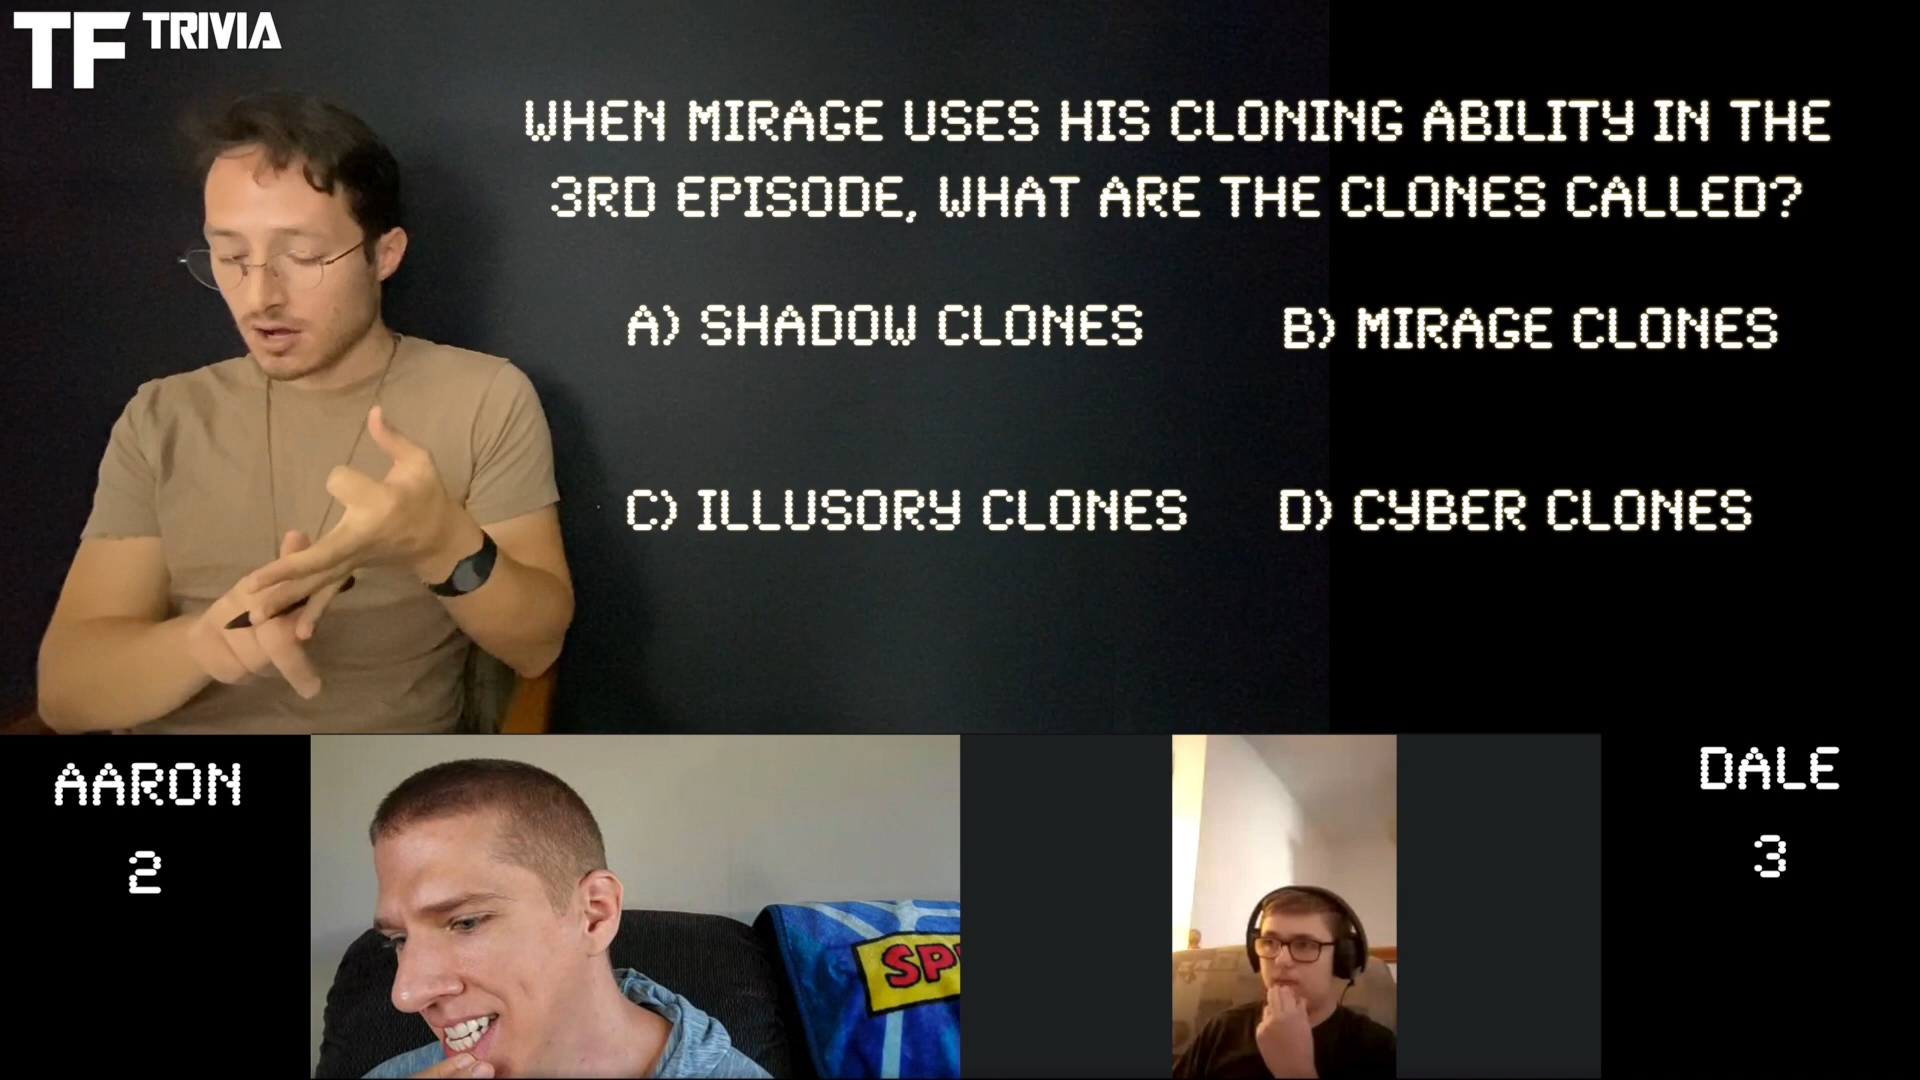 TF TRIVIA
WHEN MIRAGE USES HIS CLONING ABILITY IN THE
3RD EPISODE, WHAT ARE THE CLONES CALLED?
A) SHADOW CLONES
B) MIRAGE CLONES
C) ILLUSORY CLONES
D) CYBER CLONES
AARON
2
SP
DALE
3